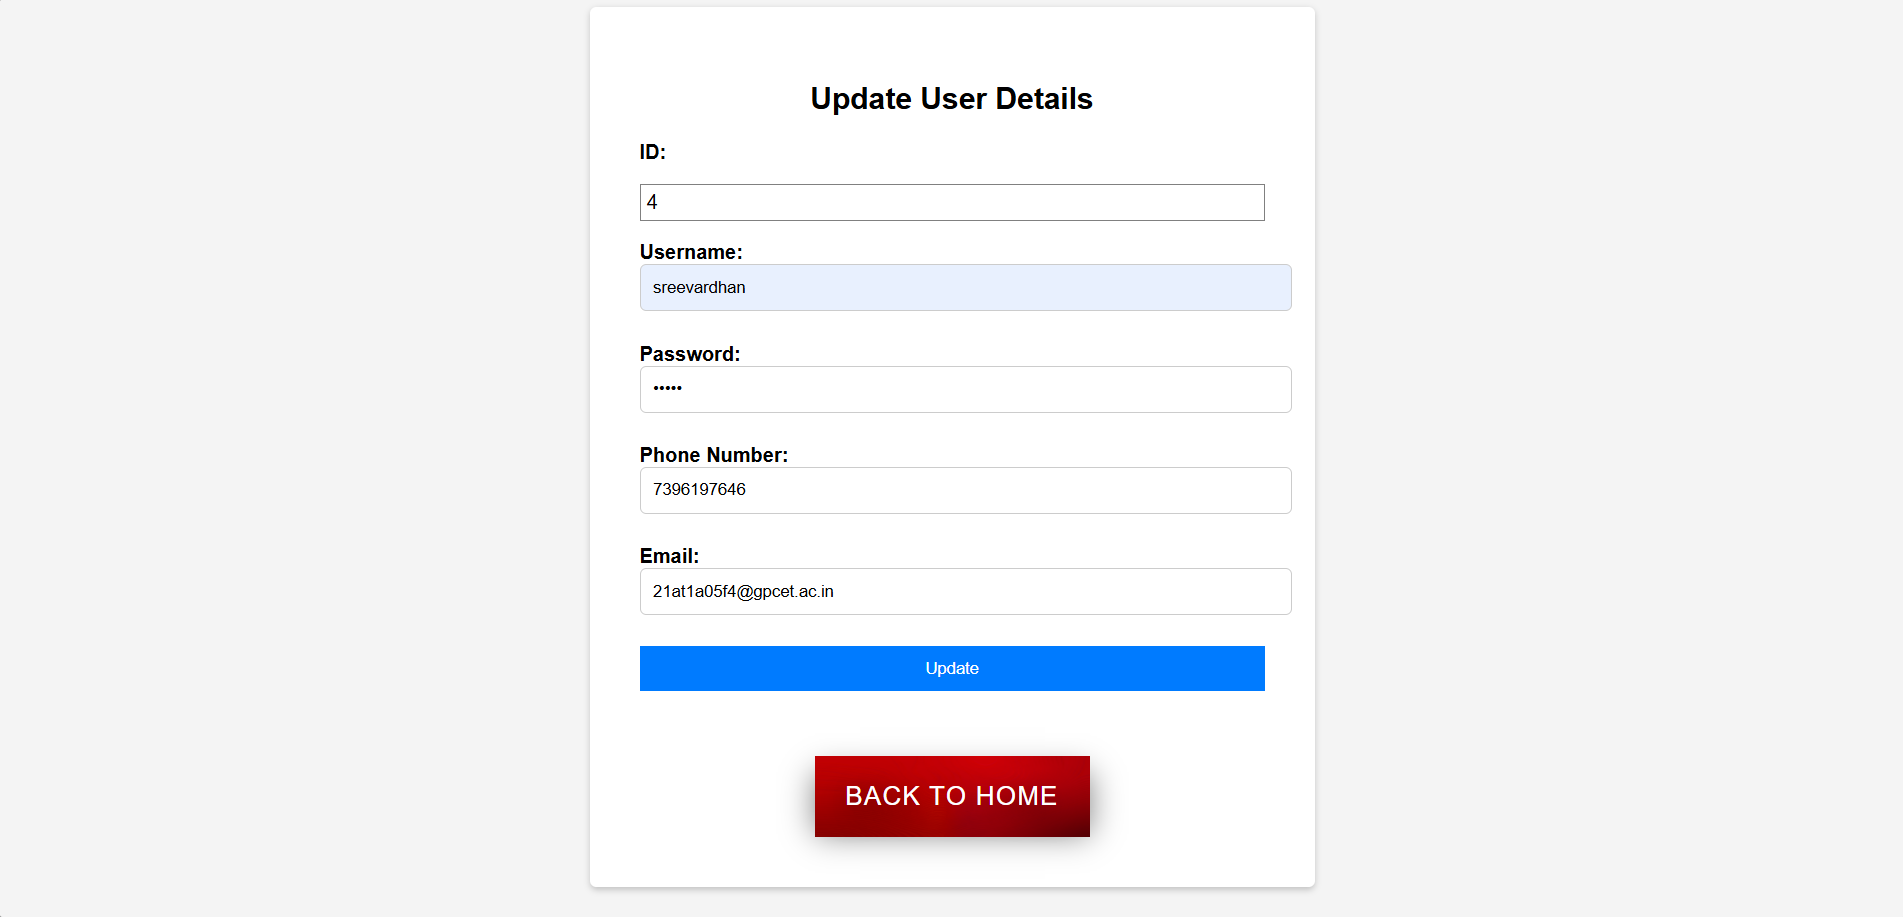 Update User Details
ID:
4
Username:
sreevardhan
Password:
•••••
Phone Number:
7396197646
Email:
21at1a05f4@gpcet.ac.in
Update
BACK TO HOME